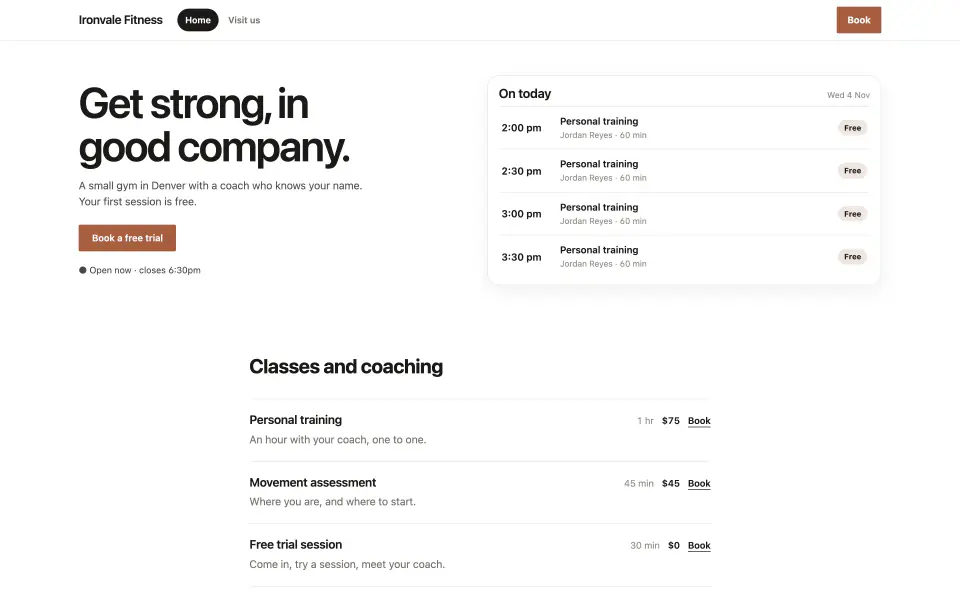 Ironvale Fitness
Home
Visit us
Book
Get strong, in
good company.
A small gym in Denver with a coach who knows your name.
Your first session is free.
Book a free trial
Open now · closes 6:30pm
On today
Wed 4 Nov
2:00 pm
Personal training
Jordan Reyes · 60 min
Free
2:30 pm
Personal training
Jordan Reyes · 60 min
Free
3:00 pm
Personal training
Jordan Reyes · 60 min
Free
3:30 pm
Personal training
Jordan Reyes · 60 min
Free
Classes and coaching
Personal training
1 hr $75 Book
An hour with your coach, one to one.
Movement assessment
45 min $45 Book
Where you are, and where to start.
Free trial session
30 min $0 Book
Come in, try a session, meet your coach.